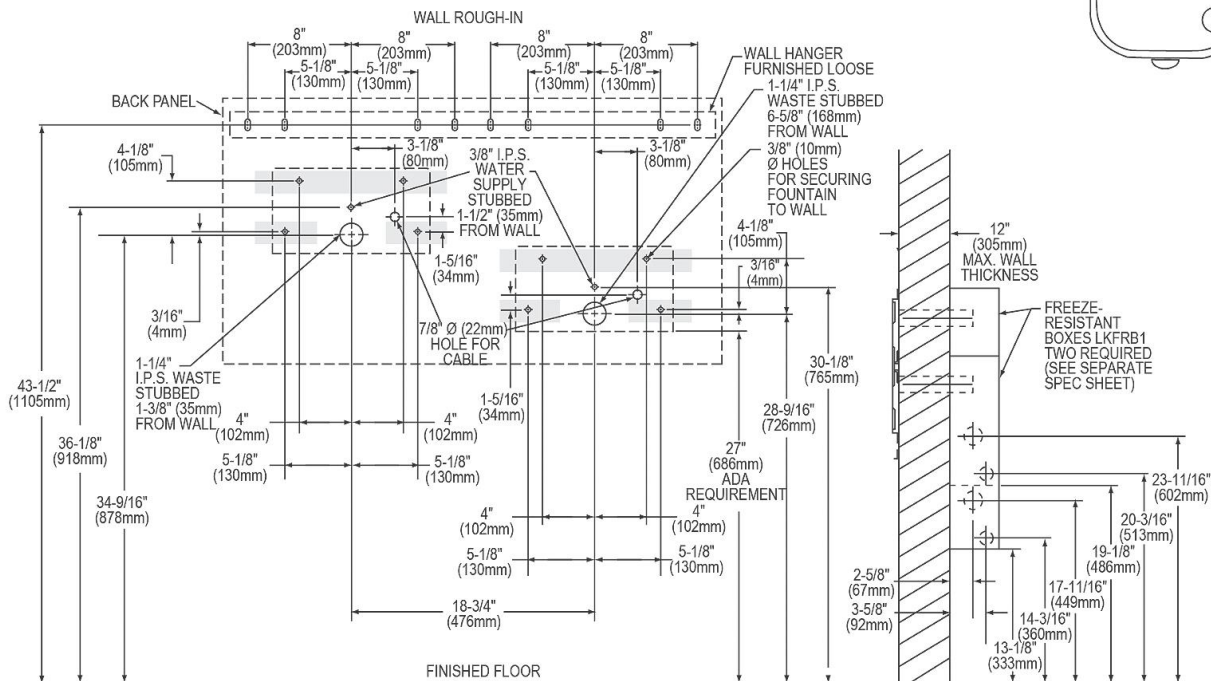 WALL ROUGH-IN
8"
(203mm)
8"
(203mm)
8"
(203mm)
8"
(203mm)
5-1/8"
(130mm)
5-1/8"
(130mm)
5-1/8"
(130mm)
5-1/8"
(130mm)
BACK PANEL
WALL HANGER
FURNISHED LOOSE
1-1/4" I.P.S.
WASTE STUBBED
6-5/8" (168mm)
FROM WALL
3/8" (10mm)
Ø HOLES
FOR SECURING
FOUNTAIN
TO WALL
4-1/8"
(105mm)
3-1/8"
(80mm)
3/8" I.P.S.
WATER
SUPPLY
STUBBED
1-1/2" (35mm)
FROM WALL
3-1/8"
(80mm)
4-1/8"
(105mm)
3/16"
(4mm)
12"
(305mm)
MAX. WALL
THICKNESS
1-5/16"
(34mm)
3/16"
(4mm)
7/8" Ø (22mm)
HOLE FOR
CABLE
FREEZE-
RESISTANT
BOXES LKFRB1
TWO REQUIRED
(SEE SEPARATE
SPEC SHEET)
1-1/4"
I.P.S. WASTE
STUBBED
1-3/8" (35mm)
FROM WALL
43-1/2"
(1105mm)
36-1/8"
(918mm)
34-9/16"
(878mm)
4"
(102mm)
4"
(102mm)
5-1/8"
(130mm)
5-1/8"
(130mm)
1-5/16"
(34mm)
30-1/8"
(765mm)
28-9/16"
(726mm)
27"
(686mm)
ADA
REQUIREMENT
4"
(102mm)
4"
(102mm)
5-1/8"
(130mm)
5-1/8"
(130mm)
18-3/4"
(476mm)
23-11/16"
(602mm)
20-3/16"
(513mm)
19-1/8"
(486mm)
17-11/16"
(449mm)
14-3/16"
(360mm)
13-1/8"
(333mm)
2-5/8"
(67mm)
3-5/8"
(92mm)
FINISHED FLOOR